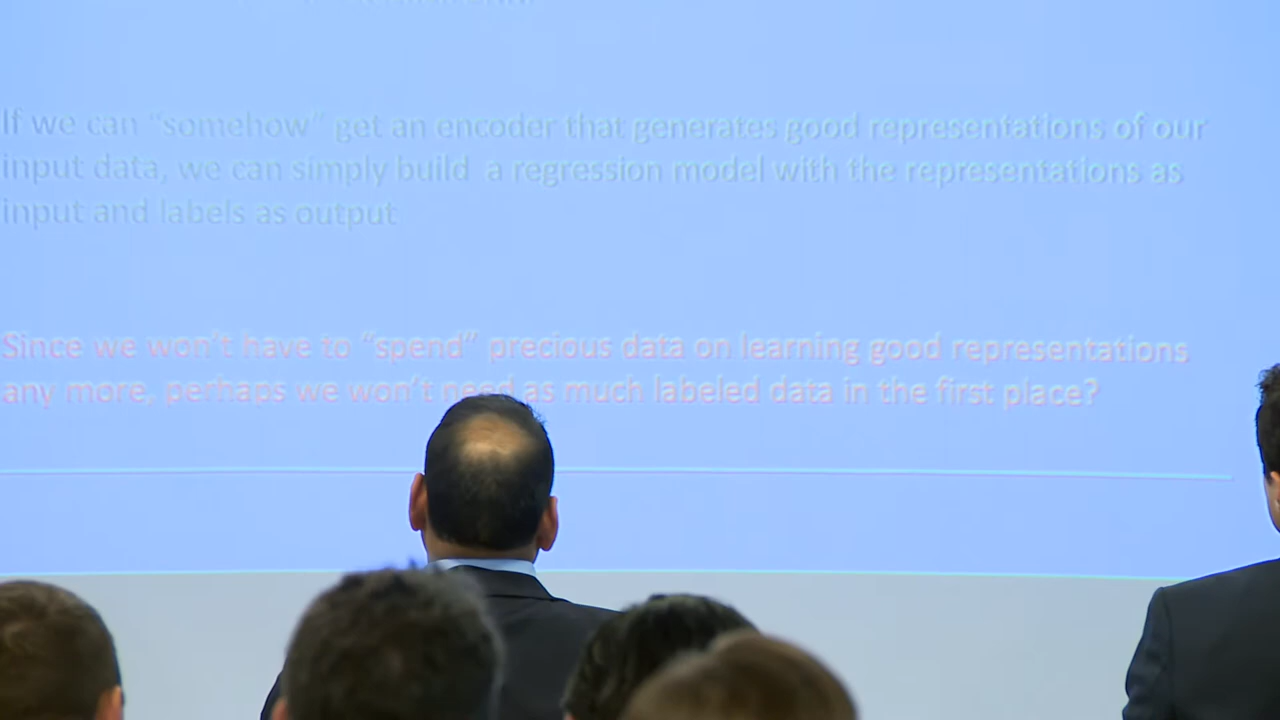 If we can “somehow” get an encoder that generates good representations of our
input data, we can simply build a regression model with the representations as
input and labels as output
Since we won’t have to “spend” precious data on learning good representations
any more, perhaps we won’t need as much labeled data in the first place?